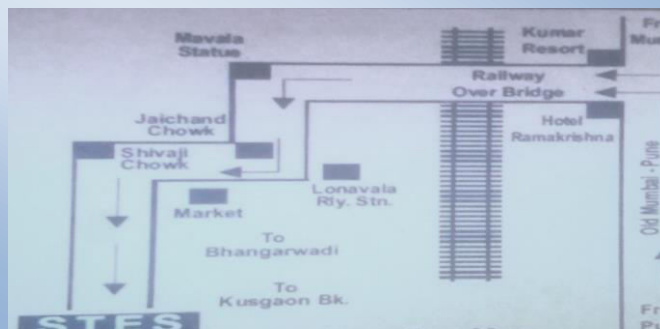 Mavala
Statue
Kumar
Resort
Railway
Over Bridge
Jaichand
Chowk
Hotel
Ramakrishna
Shivaji
Chowk
Lonavala
Rly. Stn.
Market
Old Mumbai - Pune
To
Bhangarwadi
To
Kusgaon Bk.
STES